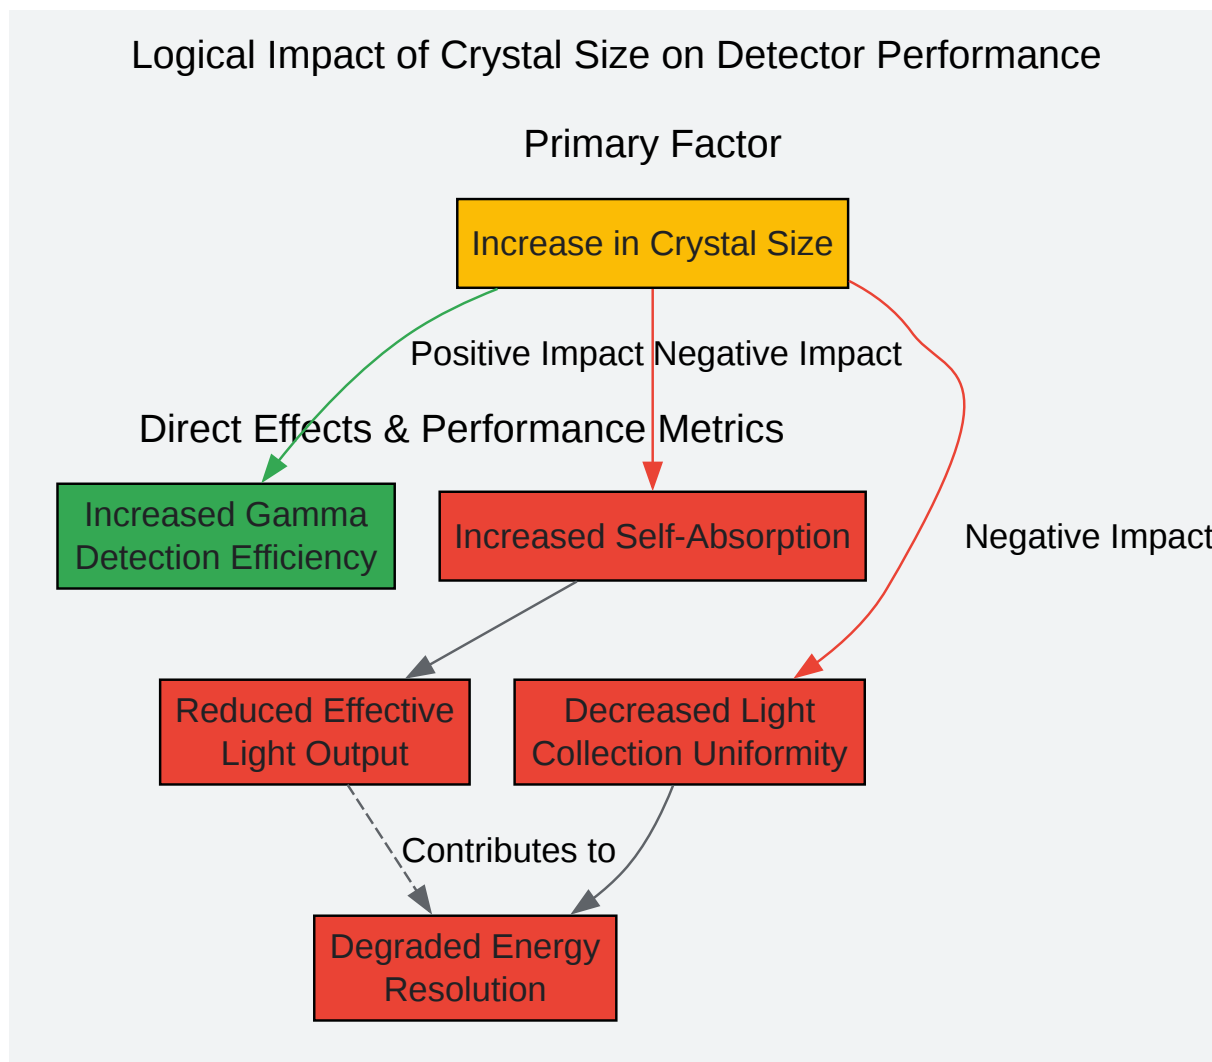 Logical Impact of Crystal Size on Detector Performance
Primary Factor
Increase in Crystal Size
Positive Impact
Negative Impact
Direct Effects & Performance Metrics
Increased Gamma
Detection Efficiency
Increased Self-Absorption
Negative Impact
Reduced Effective
Light Output
Decreased Light
Collection Uniformity
Contributes to
Degraded Energy
Resolution